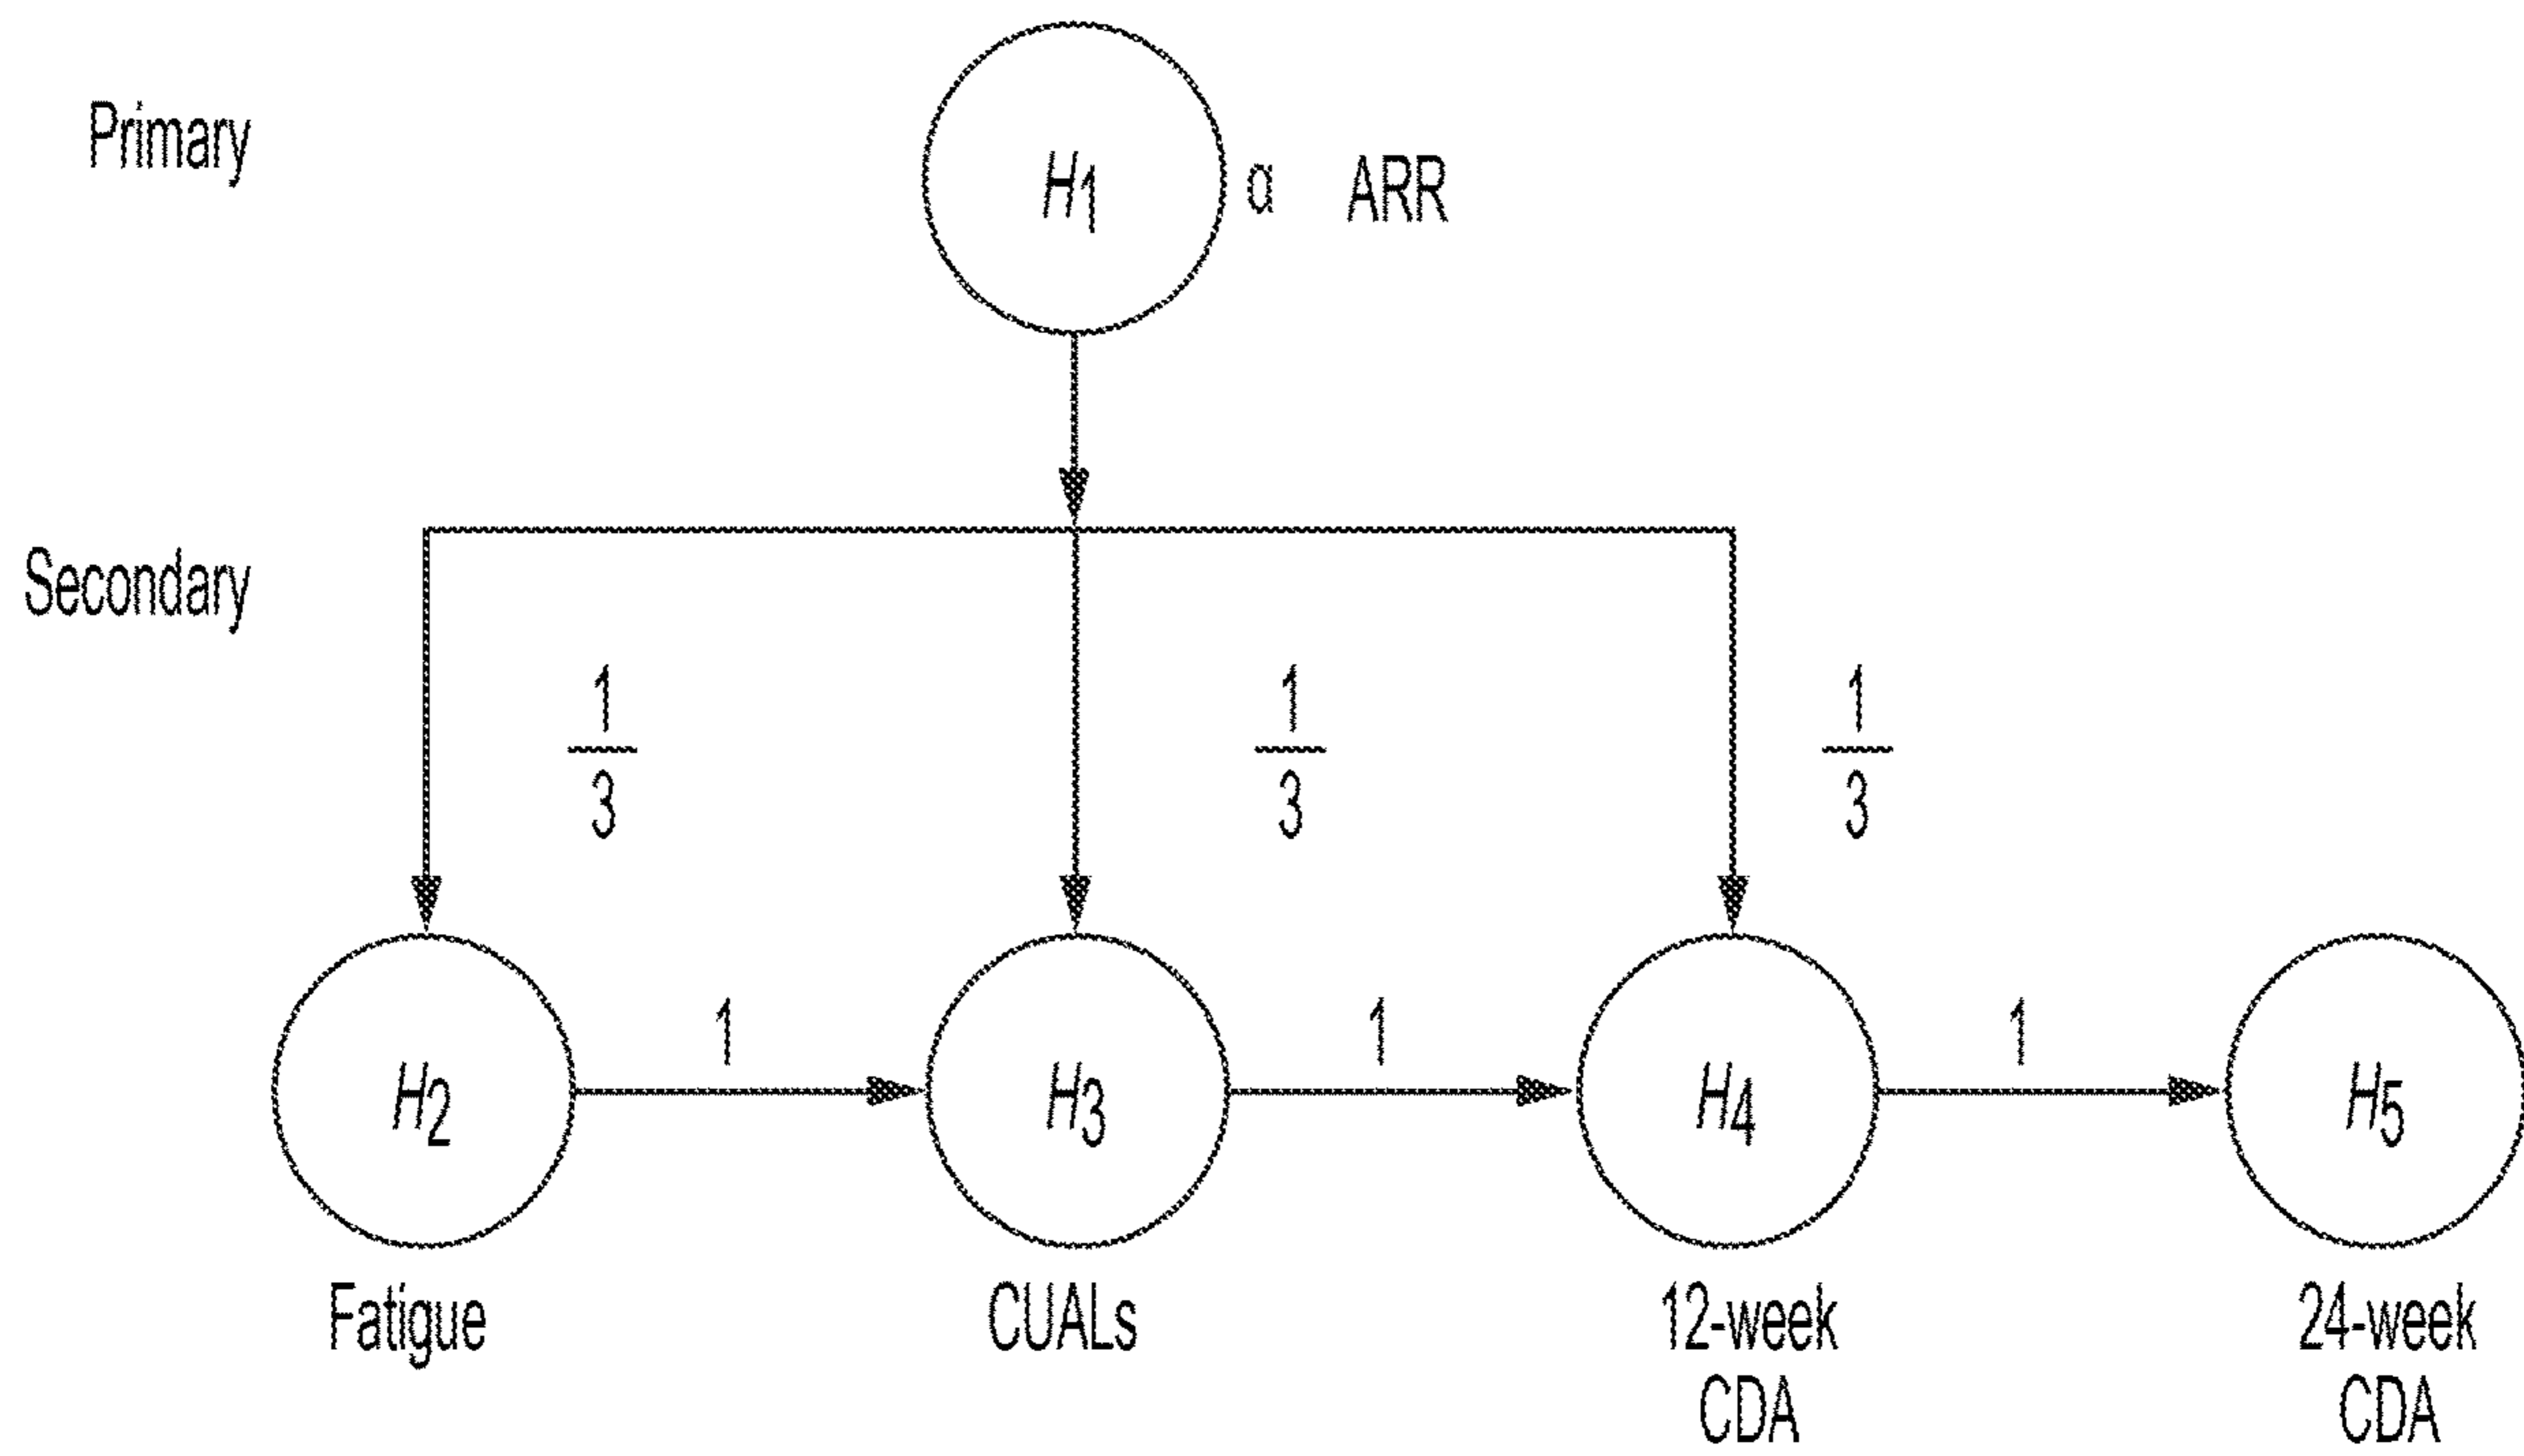 Primary
H1
α ARR
Secondary
1/3
1/3
1/3
H2
1
H3
1
H4
1
H5
Fatigue
CUALs
12-week
CDA
24-week
CDA